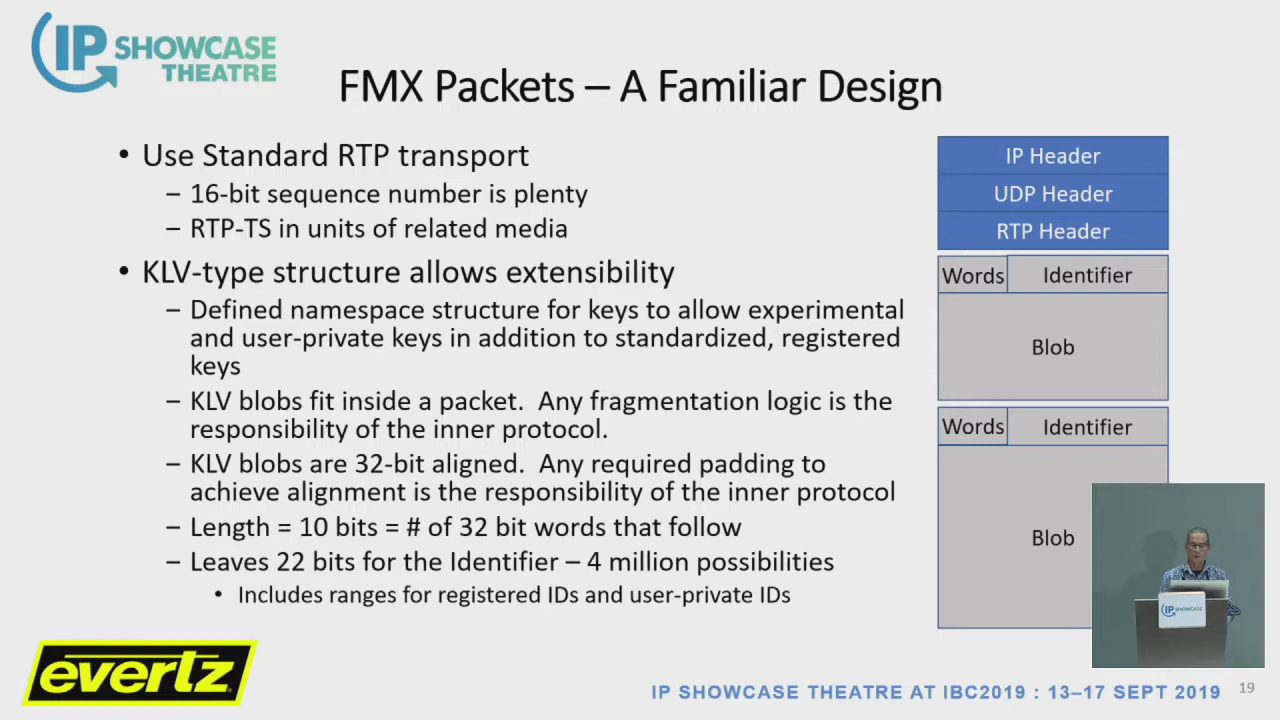 IP SHOWCASE
THEATRE
FMX Packets – A Familiar Design
• Use Standard RTP transport
– 16-bit sequence number is plenty
– RTP-TS in units of related media
• KLV-type structure allows extensibility
– Defined namespace structure for keys to allow experimental
and user-private keys in addition to standardized, registered
keys
– KLV blobs fit inside a packet. Any fragmentation logic is the
responsibility of the inner protocol.
– KLV blobs are 32-bit aligned. Any required padding to
achieve alignment is the responsibility of the inner protocol
– Length = 10 bits = # of 32 bit words that follow
– Leaves 22 bits for the Identifier – 4 million possibilities
• Includes ranges for registered IDs and user-private IDs
IP Header
UDP Header
RTP Header
Words Identifier
Blob
Words Identifier
Blob
IP SHOWCASE
evertz
IP SHOWCASE THEATRE AT IBC2019 : 13–17 SEPT 2019
19